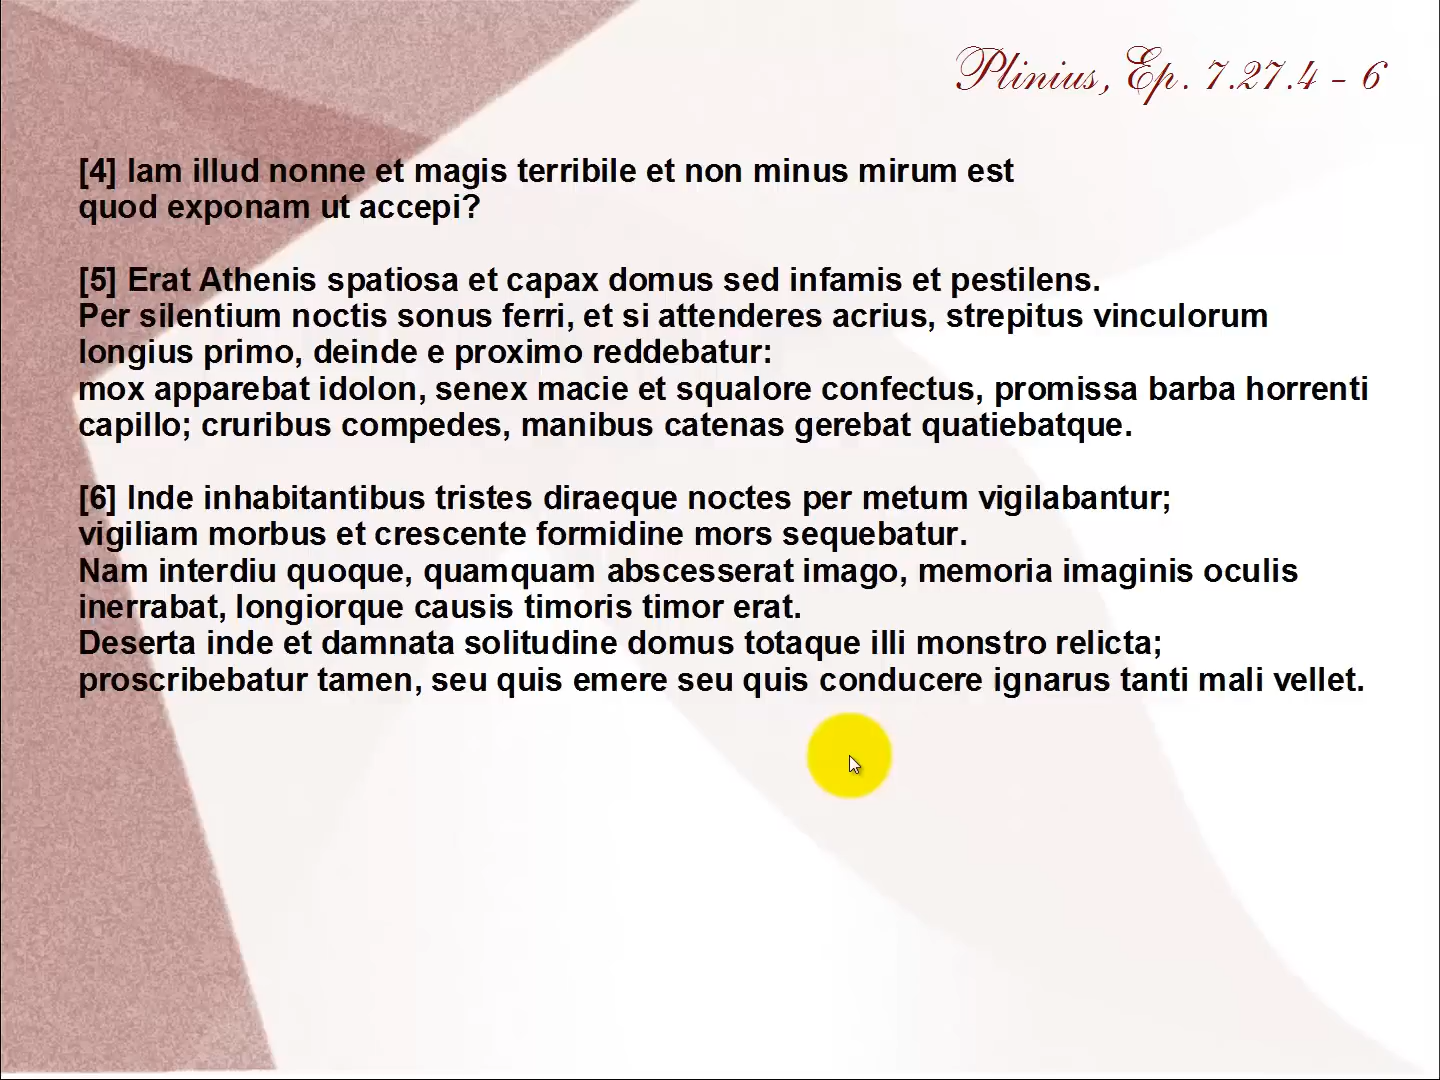 Plinius, Ep. 7.27.4 - 6
[4] Iam illud nonne et magis terribile et non minus mirum est
quod exponam ut accepi?
[5] Erat Athenis spatiosa et capax domus sed infamis et pestilens.
Per silentium noctis sonus ferri, et si attenderes acrius, strepitus vinculorum
longius primo, deinde e proximo reddebatur:
mox apparebat idolon, senex macie et squalore confectus, promissa barba horrenti
capillo; cruribus compedes, manibus catenas gerebat quatiebatque.
[6] Inde inhabitantibus tristes diraeque noctes per metum vigilabantur;
vigiliam morbus et crescente formidine mors sequebatur.
Nam interdiu quoque, quamquam abscesserat imago, memoria imaginis oculis
inerrabat, longiorque causis timoris timor erat.
Deserta inde et damnata solitudine domus totaque illi monstro relicta;
proscribebatur tamen, seu quis emere seu quis conducere ignarus tanti mali vellet.